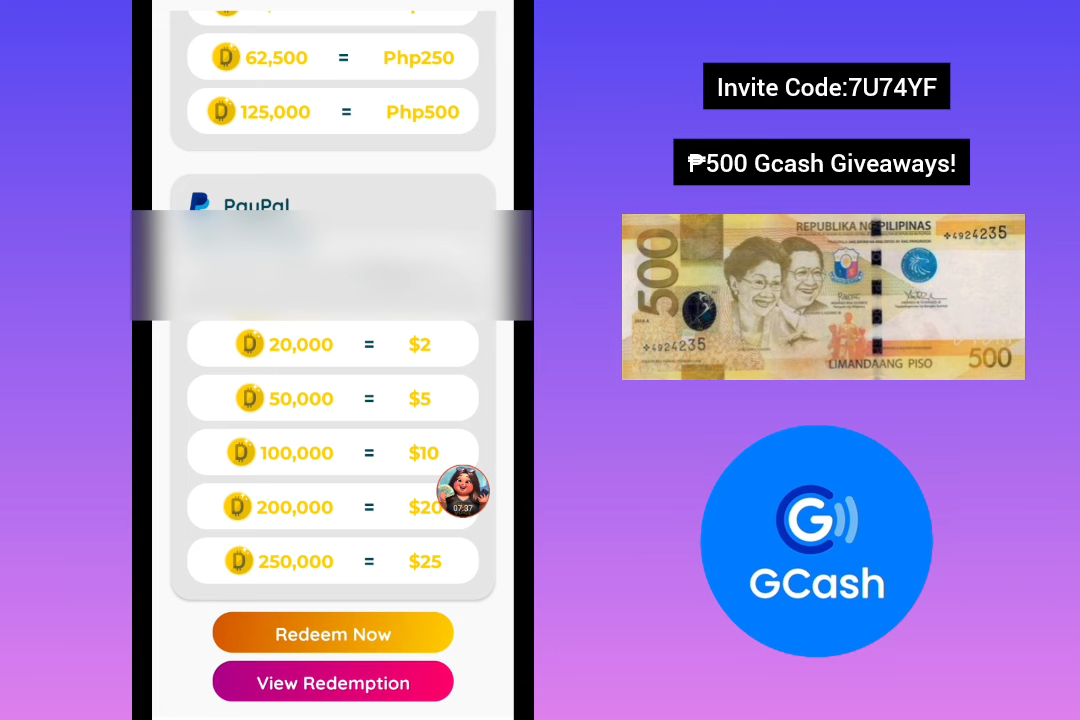 62,500 = Php250
125,000 = Php500
PayPal
20,000 = $2
50,000 = $5
100,000 = $10
200,000 = $20
07:37
250,000 = $25
Redeem Now
View Redemption
Invite Code:7U74YF
₱500 Gcash Giveaways!
REPUBLIKA NG PILIPINAS
500
4924235
4924235
LIMANDAANG PISO
500
GCash